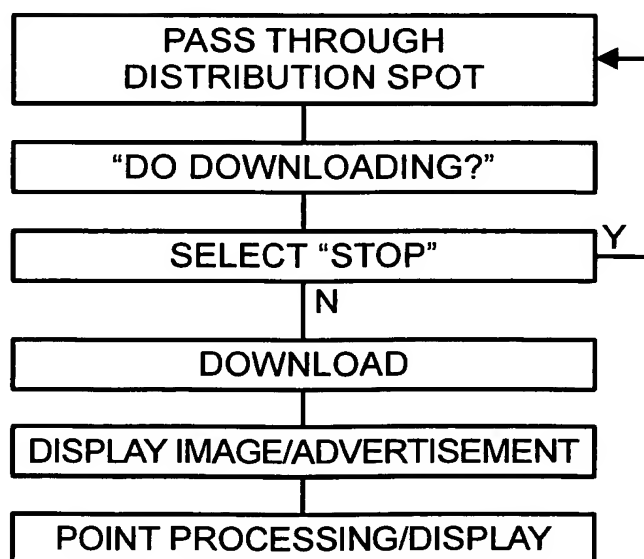 PASS THROUGH
DISTRIBUTION SPOT
“DO DOWNLOADING?”
SELECT “STOP”
Y
N
DOWNLOAD
DISPLAY IMAGE/ADVERTISEMENT
POINT PROCESSING/DISPLAY